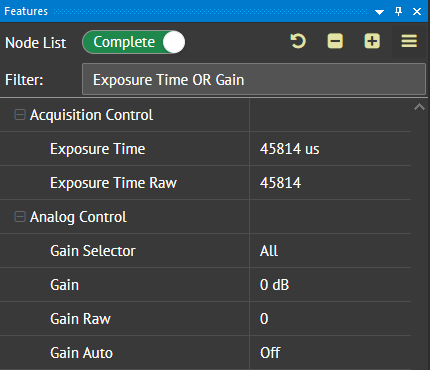 Features
Node List Complete
Filter: Exposure Time OR Gain
Acquisition Control
Exposure Time 45814 us
Exposure Time Raw 45814
Analog Control
Gain Selector All
Gain 0 dB
Gain Raw 0
Gain Auto Off